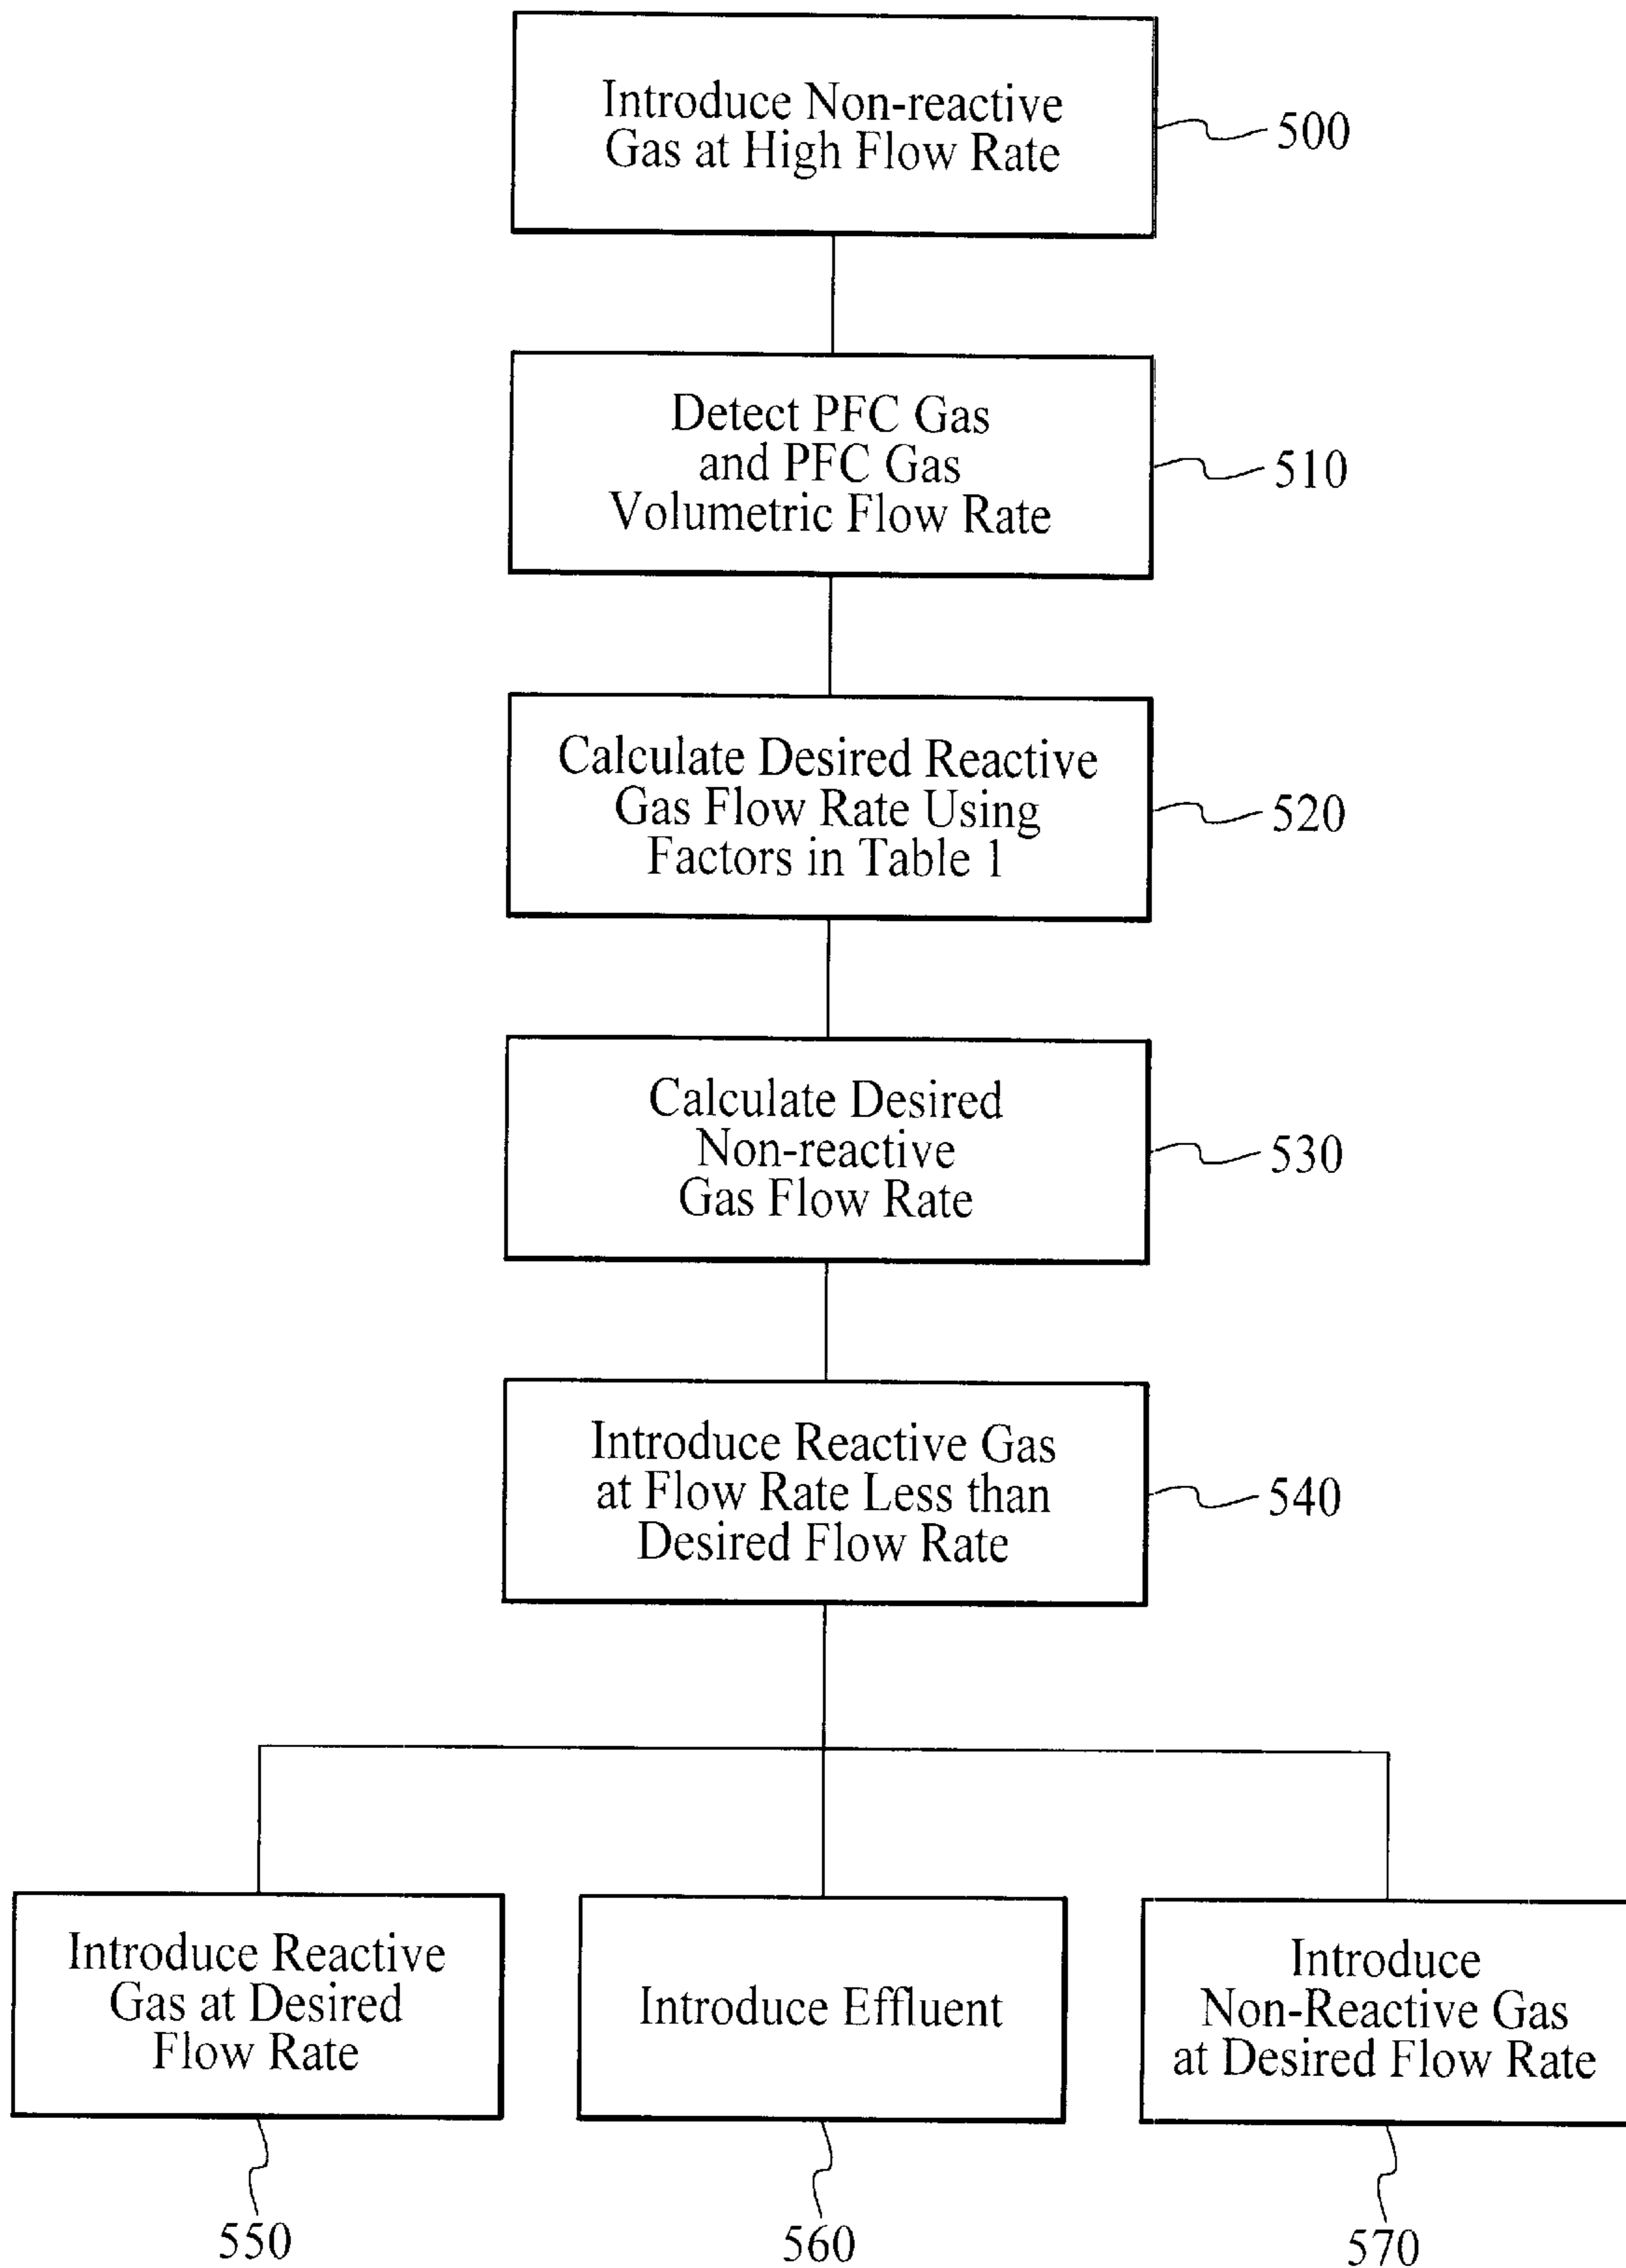 Introduce Non-reactive
Gas at High Flow Rate
500
Detect PFC Gas
and PFC Gas
Volumetric Flow Rate
510
Calculate Desired Reactive
Gas Flow Rate Using
Factors in Table 1
520
Calculate Desired
Non-reactive
Gas Flow Rate
530
Introduce Reactive Gas
at Flow Rate Less than
Desired Flow Rate
540
Introduce Reactive
Gas at Desired
Flow Rate
550
Introduce Effluent
560
Introduce
Non-Reactive Gas
at Desired Flow Rate
570